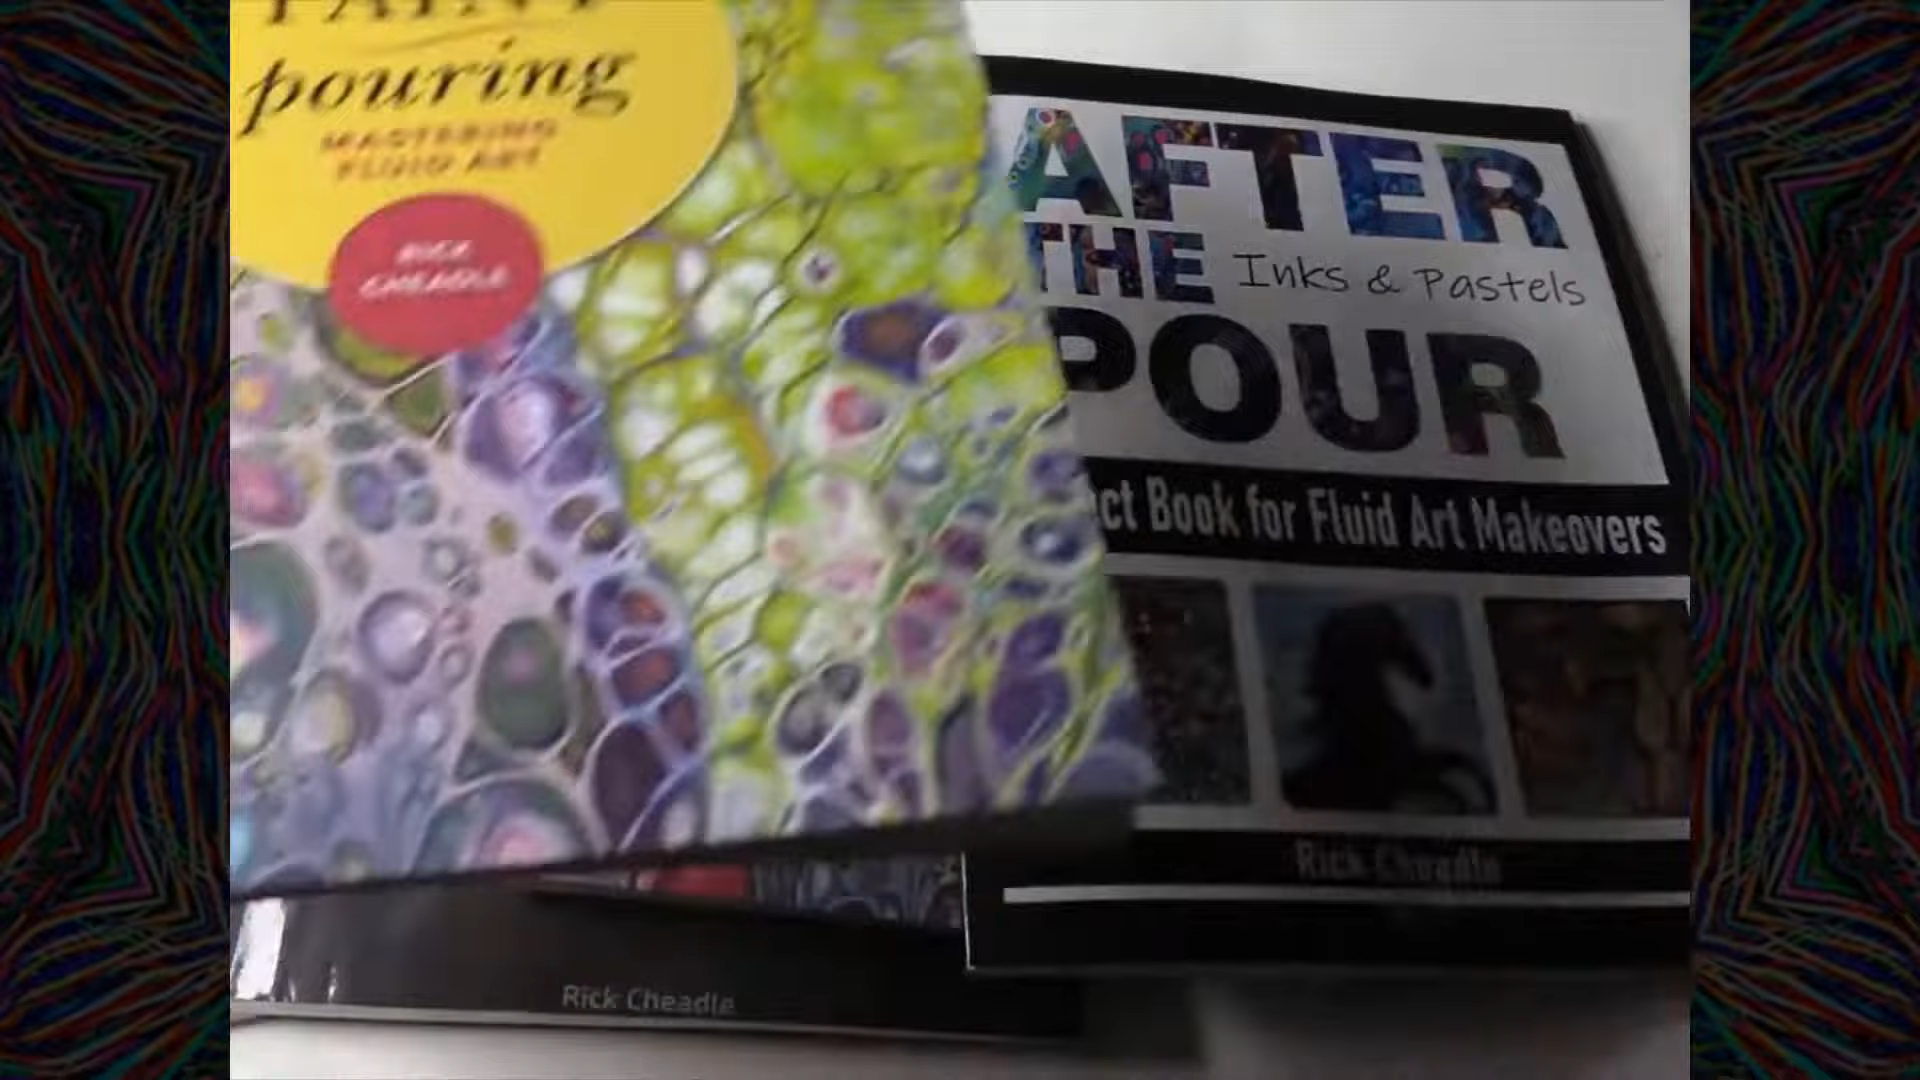 PAINT
pouring
MASTERING
FLUID ART
RICK
CHEADLE
AFTER
THE Inks & Pastels
POUR
Book for Fluid Art Makeovers
Rick Cheadle
Rick Cheadle